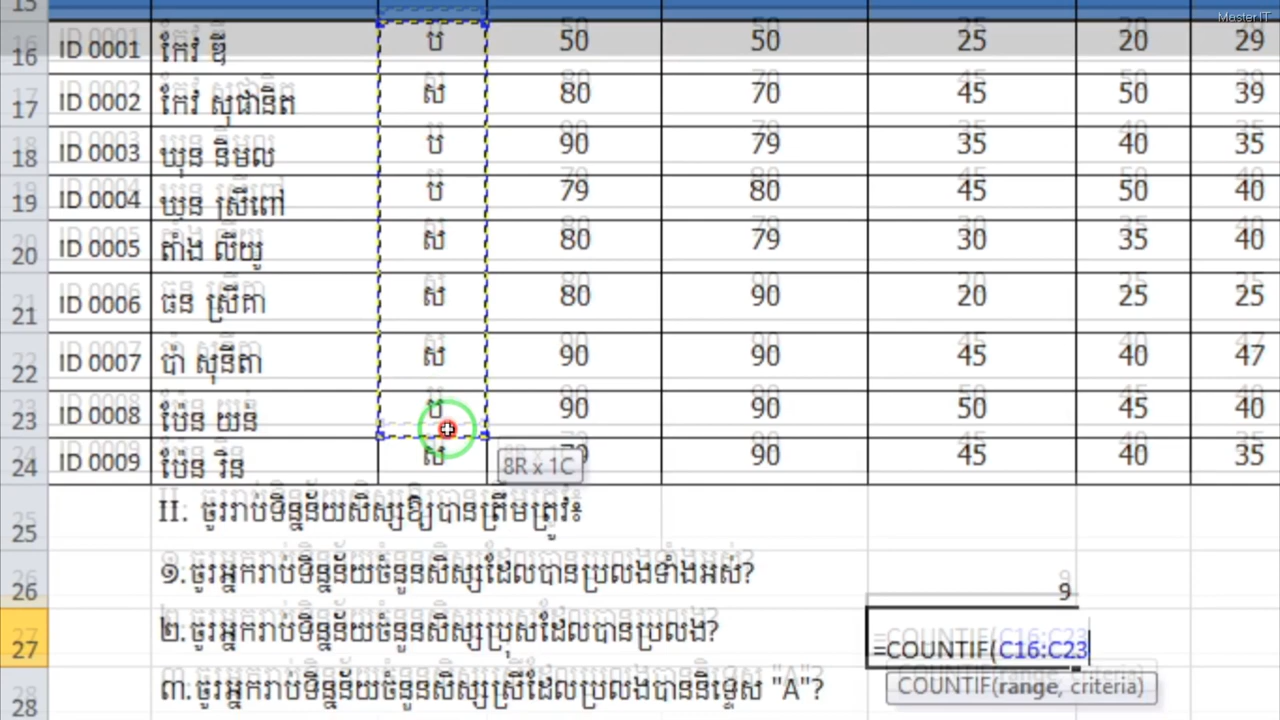 MasterIT
15
16 ID 0001 កែវ ឌី ប 50 50 25 20 29
17 ID 0002 កែវ សុផានិត ស 80 70 45 50 39
18 ID 0003 ឃុន និមល ប 90 79 35 40 35
19 ID 0004 ឃុន ស្រីពៅ ប 79 80 45 50 40
20 ID 0005 តាំង លីយូ ស 80 79 30 35 40
21 ID 0006 ធន ស្រីគា ស 80 90 20 25 25
22 ID 0007 ប៉ា សុនិតា ស 90 90 45 40 47
23 ID 0008 ប៉ែន យន់ ប 90 90 50 45 40
24 ID 0009 ប៉ែន រិន ស 90 45 40 35
8R x 1C
25 II. ចូររាប់ទិន្នន័យសិស្សឱ្យបានត្រឹមត្រូវ៖
26 ១.ចូរអ្នករាប់ទិន្នន័យចំនួនសិស្សដែលបានប្រលងទាំងអស់? 9
27 ២.ចូរអ្នករាប់ទិន្នន័យចំនួនសិស្សប្រុសដែលបានប្រលង? =COUNTIF(C16:C23
28 ៣.ចូរអ្នករាប់ទិន្នន័យចំនួនសិស្សស្រីដែលប្រលងបាននិទ្ទេស "A"? COUNTIF(range, criteria)